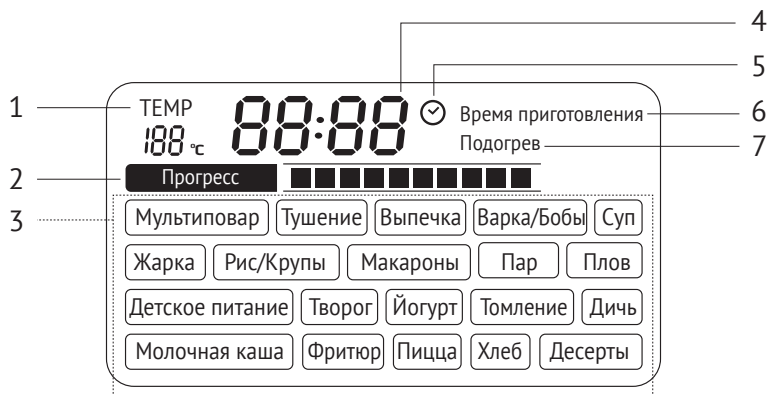 4
5
1 TEMP 88:88 Время приготовления 6
188 °C Подогрев 7
2 Прогресс
3 Мультиповар Тушение Выпечка Варка/Бобы Суп
Жарка Рис/Крупы Макароны Пар Плов
Детское питание Творог Йогурт Томление Дичь
Молочная каша Фритюр Пицца Хлеб Десерты